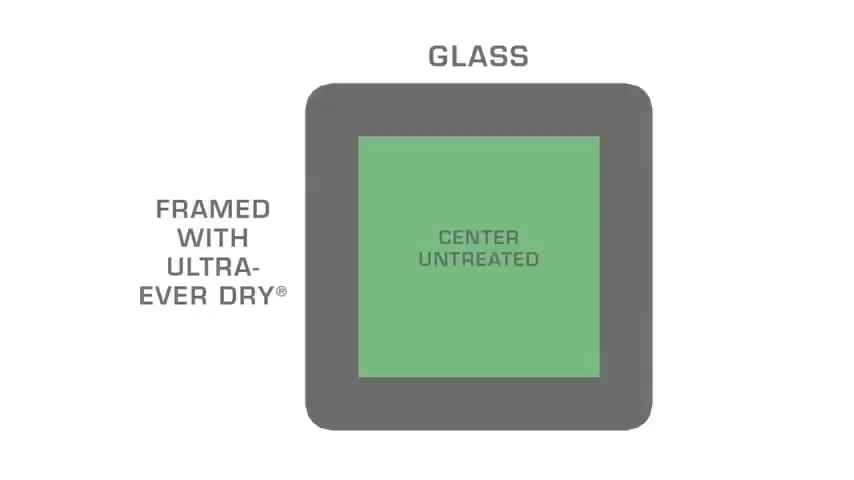 GLASS
FRAMED
WITH
ULTRA-
EVER DRY®
CENTER
UNTREATED